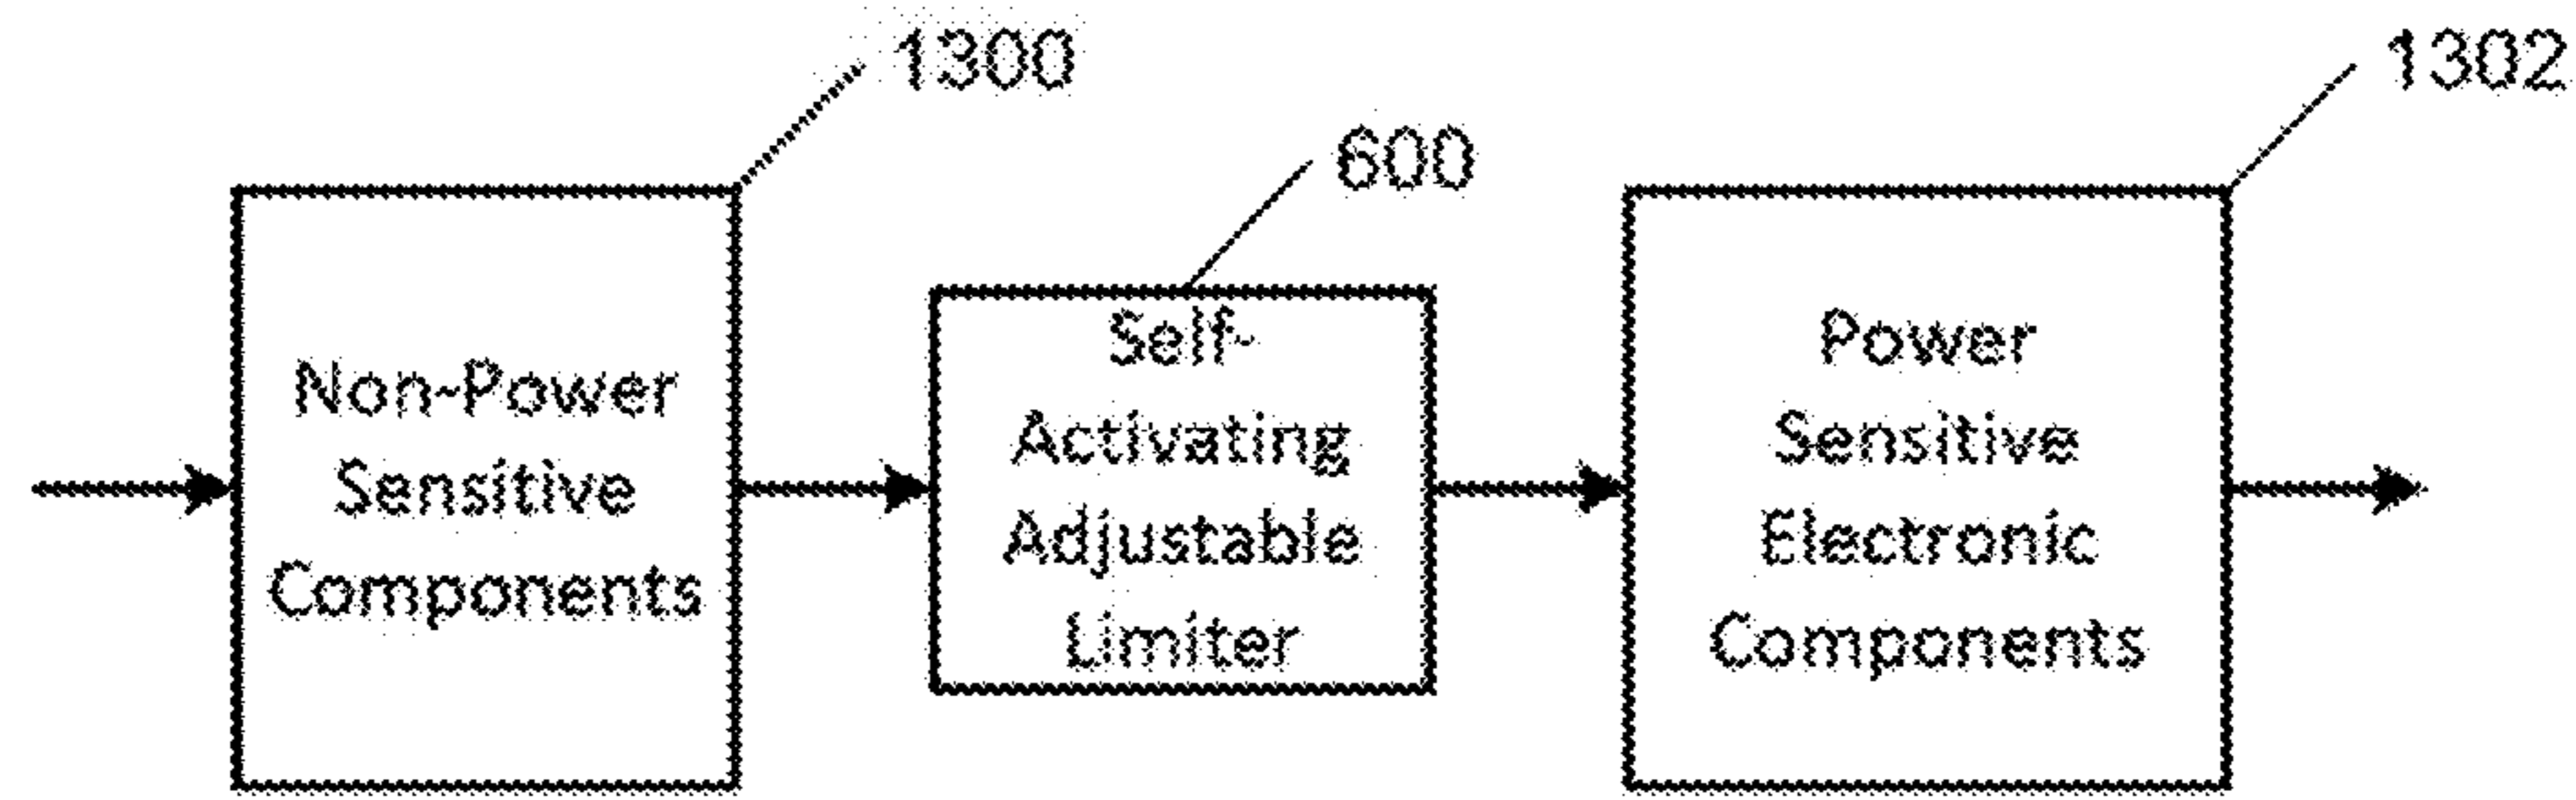 1300
1302
600
Non-Power
Sensitive
Components
Self-
Activating
Adjustable
Limiter
Power
Sensitive
Electronic
Components